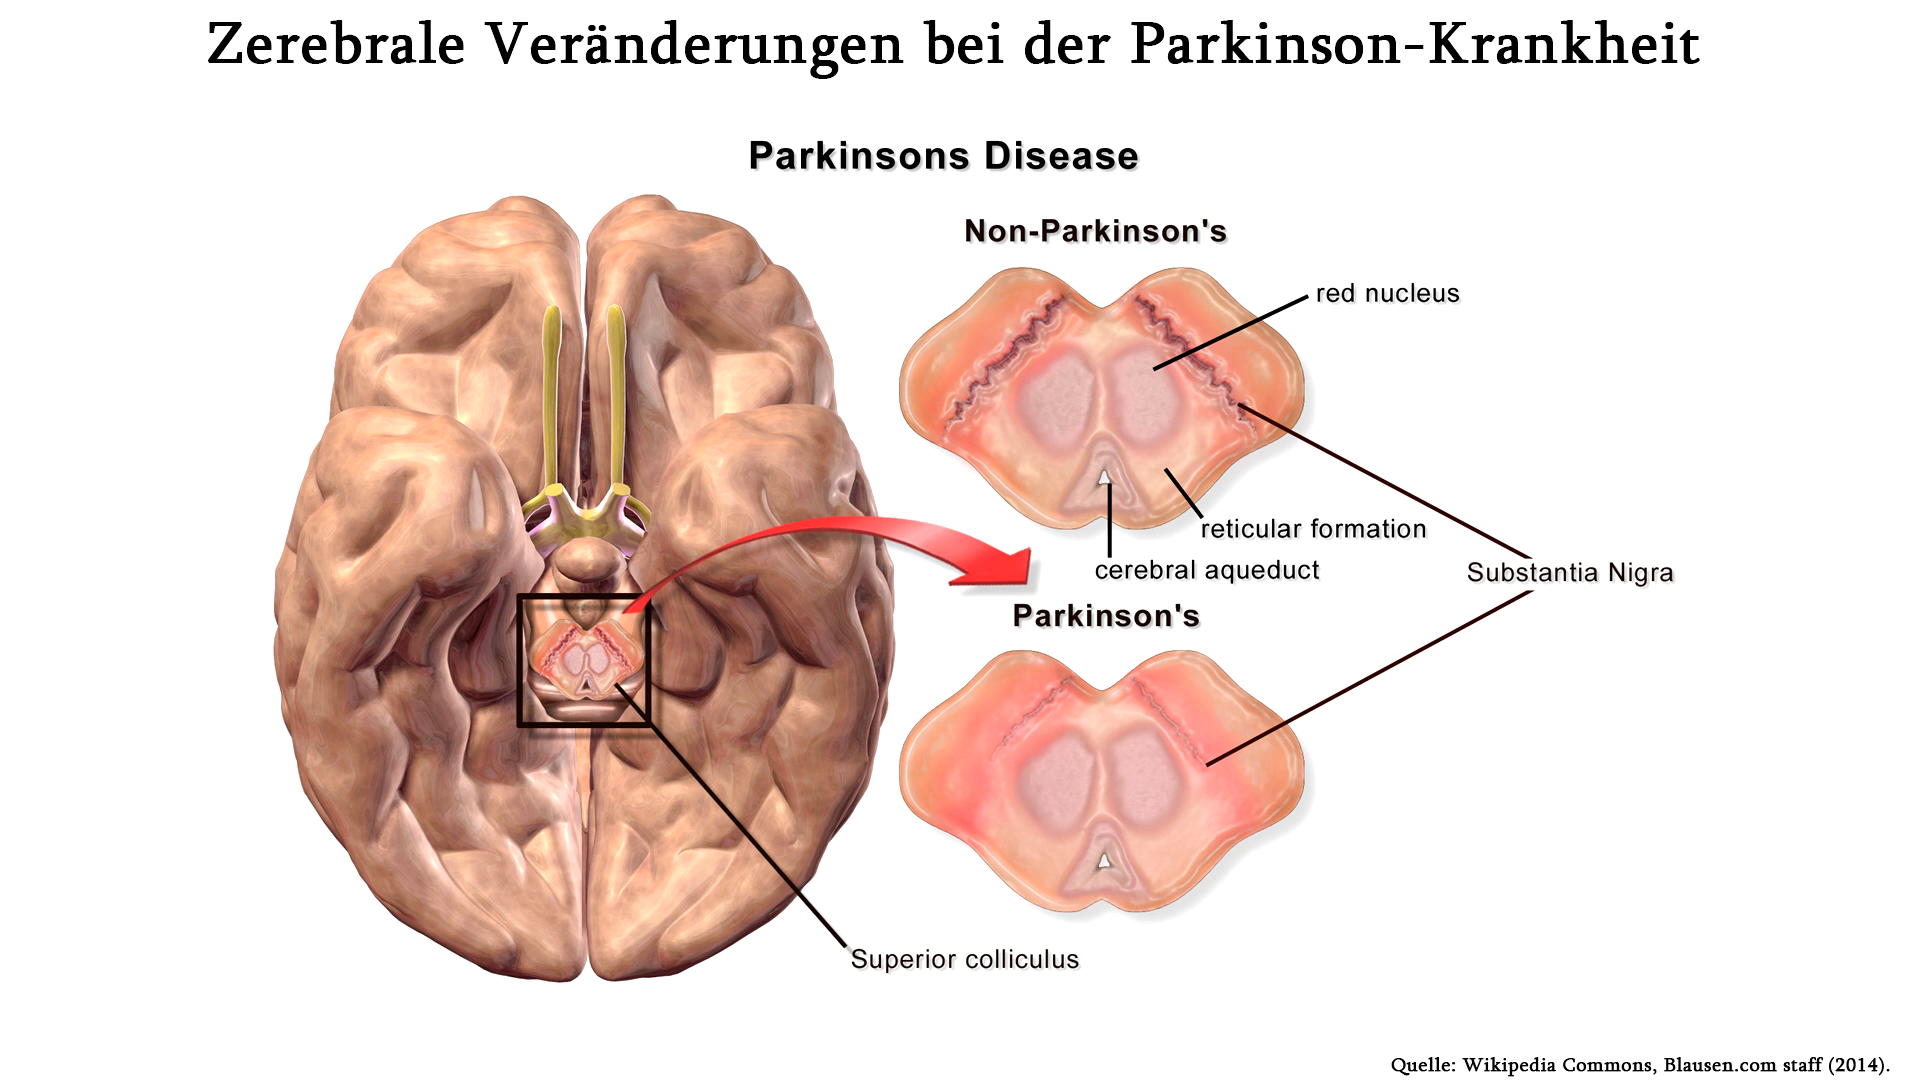 Zerebrale Veränderungen bei der Parkinson-Krankheit
Parkinsons Disease
Non-Parkinson's
red nucleus
reticular formation
cerebral aqueduct
Substantia Nigra
Parkinson's
Superior colliculus
Quelle: Wikipedia Commons, Blausen.com staff (2014).